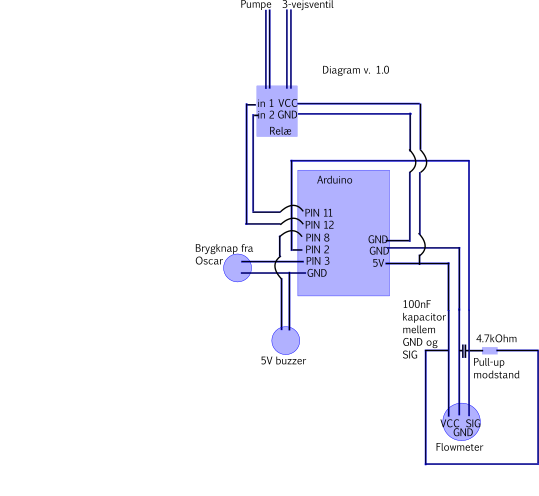 Pumpe 3-vejsventil
Diagram v. 1.0
in 1 VCC
in 2 GND
Relæ
Arduino
PIN 11
PIN 12
PIN 8
PIN 2
PIN 3
GND
GND
GND
5V
Brygknap fra
Oscar
5V buzzer
100nF
kapacitor
mellem
GND og
SIG
4.7kOhm
Pull-up
modstand
VCC SIG
GND
Flowmeter